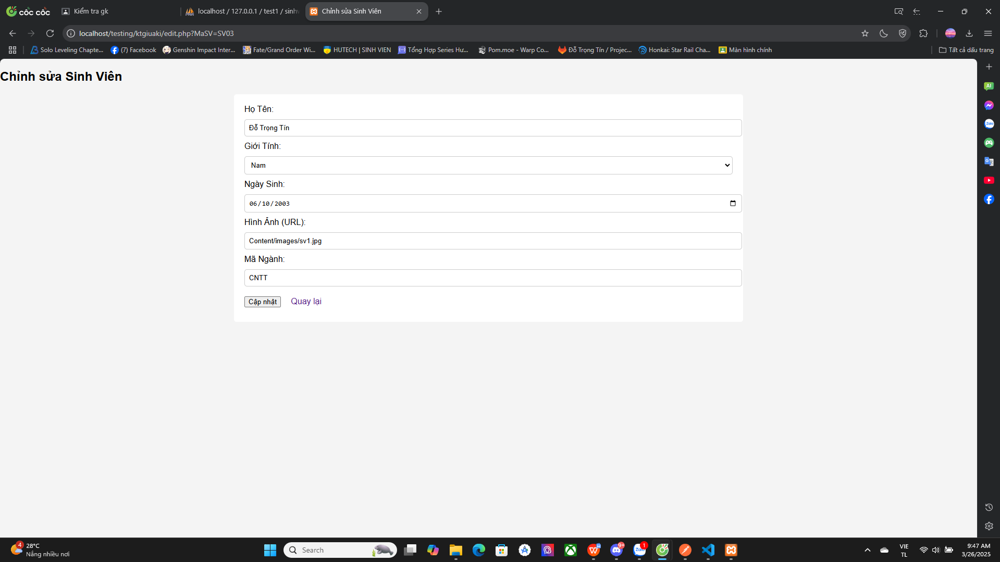 cốc cốc
Kiểm tra gk
localhost / 127.0.0.1 / test1 / sinhv
Chỉnh sửa Sinh Viên
localhost/testing/ktgiuaki/edit.php?MaSV=SV03
Solo Leveling Chapte...
(7) Facebook
Genshin Impact Inter...
Fate/Grand Order Wi...
HUTECH | SINH VIEN
Tổng Hợp Series Hư...
Pom.moe - Warp Co...
Đỗ Trọng Tín / Projec...
Honkai: Star Rail Cha...
Màn hình chính
Tất cả dấu trang
Chỉnh sửa Sinh Viên
Họ Tên:
Đỗ Trọng Tín
Giới Tính:
Nam
Ngày Sinh:
06/10/2003
Hình Ảnh (URL):
Content/images/sv1.jpg
Mã Ngành:
CNTT
Cập nhật
Quay lại
AI
Zalo
4
28°C
Nắng nhiều nơi
Search
9+
Zalo
1
VIE
TL
9:47 AM
3/26/2025